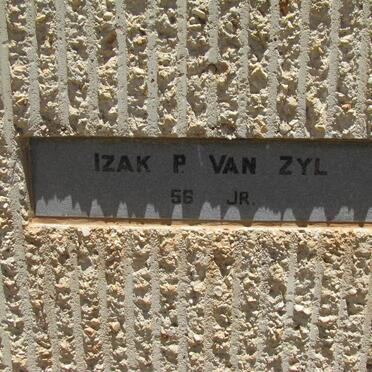 IZAK P. VAN ZYL
56 JR.